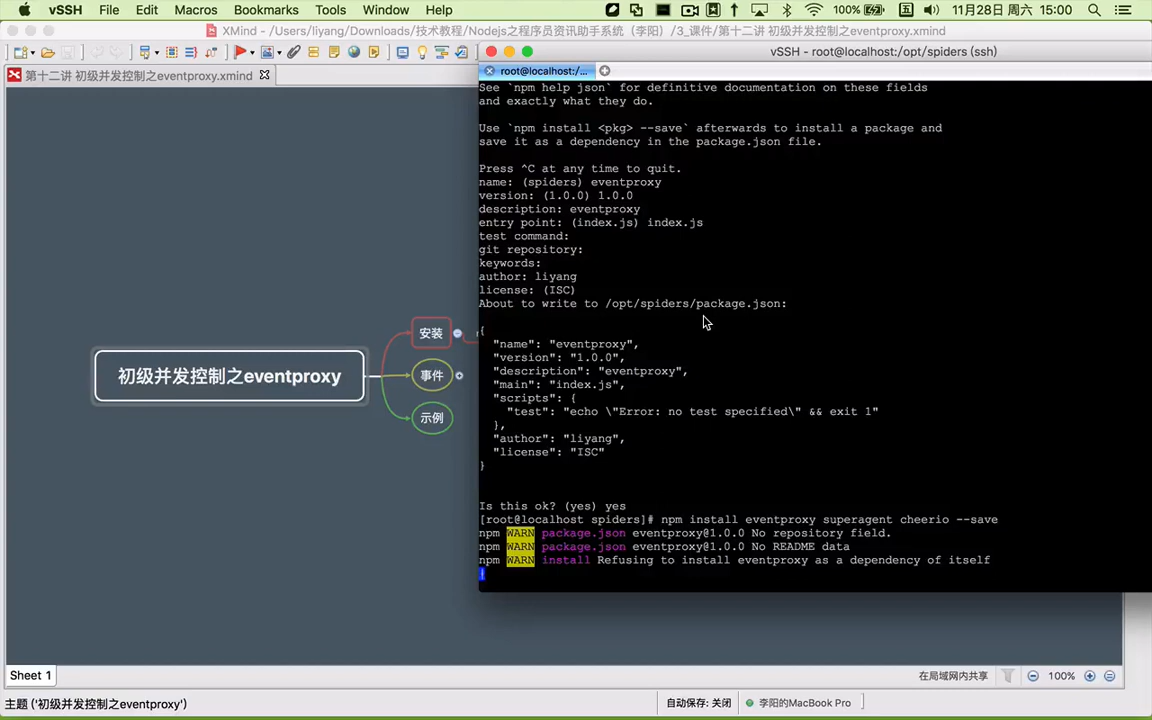 vSSH File Edit Macros Bookmarks Tools Window Help 100% 五 11月28日 周六 15:00
XMind - /Users/liyang/Downloads/技术教程/Nodejs之程序员资讯助手系统（李阳）/3_课件/第十二讲 初级并发控制之eventproxy.xmind
vSSH - root@localhost:/opt/spiders (ssh)
第十二讲 初级并发控制之eventproxy.xmind
root@localhost:/...
See `npm help json` for definitive documentation on these fields
and exactly what they do.
Use `npm install <pkg> --save` afterwards to install a package and
save it as a dependency in the package.json file.
Press ^C at any time to quit.
name: (spiders) eventproxy
version: (1.0.0) 1.0.0
description: eventproxy
entry point: (index.js) index.js
test command:
git repository:
keywords:
author: liyang
license: (ISC)
About to write to /opt/spiders/package.json:
{
"name": "eventproxy",
"version": "1.0.0",
"description": "eventproxy",
"main": "index.js",
"scripts": {
"test": "echo \"Error: no test specified\" && exit 1"
},
"author": "liyang",
"license": "ISC"
}
Is this ok? (yes) yes
[root@localhost spiders]# npm install eventproxy superagent cheerio --save
npm WARN package.json eventproxy@1.0.0 No repository field.
npm WARN package.json eventproxy@1.0.0 No README data
npm WARN install Refusing to install eventproxy as a dependency of itself
初级并发控制之eventproxy
安装
事件
示例
Sheet 1
在局域网内共享
100%
主题 ('初级并发控制之eventproxy')
自动保存: 关闭
李阳的MacBook Pro